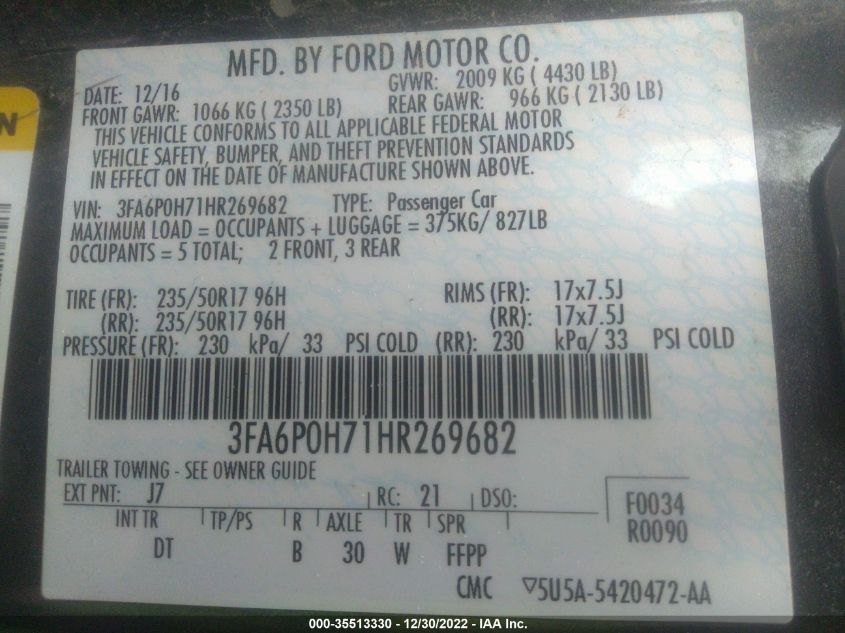 MFD. BY FORD MOTOR CO.
DATE: 12/16 GVWR: 2009 KG ( 4430 LB)
FRONT GAWR: 1066 KG ( 2350 LB) REAR GAWR: 966 KG ( 2130 LB)
THIS VEHICLE CONFORMS TO ALL APPLICABLE FEDERAL MOTOR
VEHICLE SAFETY, BUMPER, AND THEFT PREVENTION STANDARDS
IN EFFECT ON THE DATE OF MANUFACTURE SHOWN ABOVE.
VIN: 3FA6P0H71HR269682 TYPE: Passenger Car
MAXIMUM LOAD = OCCUPANTS + LUGGAGE = 375KG/ 827LB
OCCUPANTS = 5 TOTAL; 2 FRONT, 3 REAR
TIRE (FR): 235/50R17 96H RIMS (FR): 17x7.5J
(RR): 235/50R17 96H (RR): 17x7.5J
PRESSURE (FR): 230 kPa/ 33 PSI COLD (RR): 230 kPa/ 33 PSI COLD
3FA6P0H71HR269682
TRAILER TOWING - SEE OWNER GUIDE
EXT PNT: J7 RC: 21 DSO: F0034
INT TR TP/PS R AXLE TR SPR R0090
DT B 30 W FFPP
CMC ▽5U5A-5420472-AA
000-35513330 - 12/30/2022 - IAA Inc.